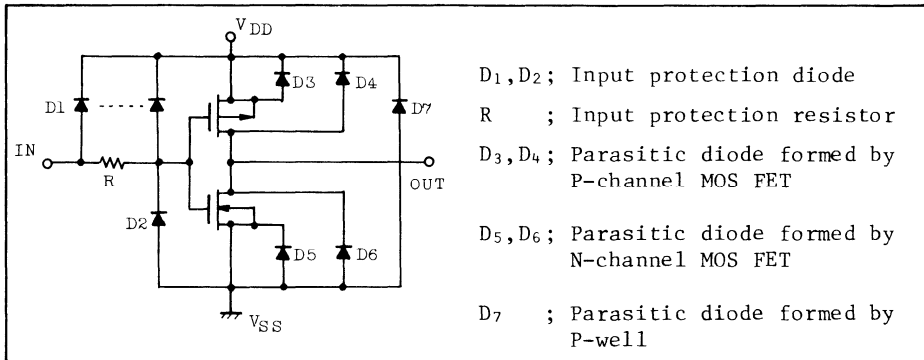 VDD
D3
D4
D1
D7
IN
R
OUT
D2
D5
D6
VSS
D1,D2; Input protection diode
R ; Input protection resistor
D3,D4; Parasitic diode formed by
P-channel MOS FET
D5,D6; Parasitic diode formed by
N-channel MOS FET
D7 ; Parasitic diode formed by
P-well